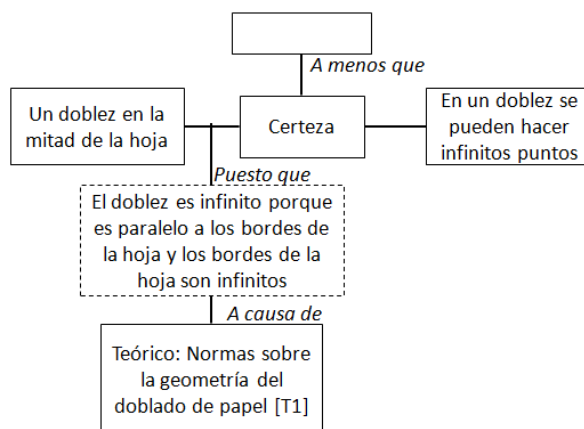 A menos que
Un doblez en la
mitad de la hoja
Certeza
En un doblez se
pueden hacer
infinitos puntos
Puesto que
El doblez es infinito porque
es paralelo a los bordes de
la hoja y los bordes de la
hoja son infinitos
A causa de
Teórico: Normas sobre
la geometría del
doblado de papel [T1]